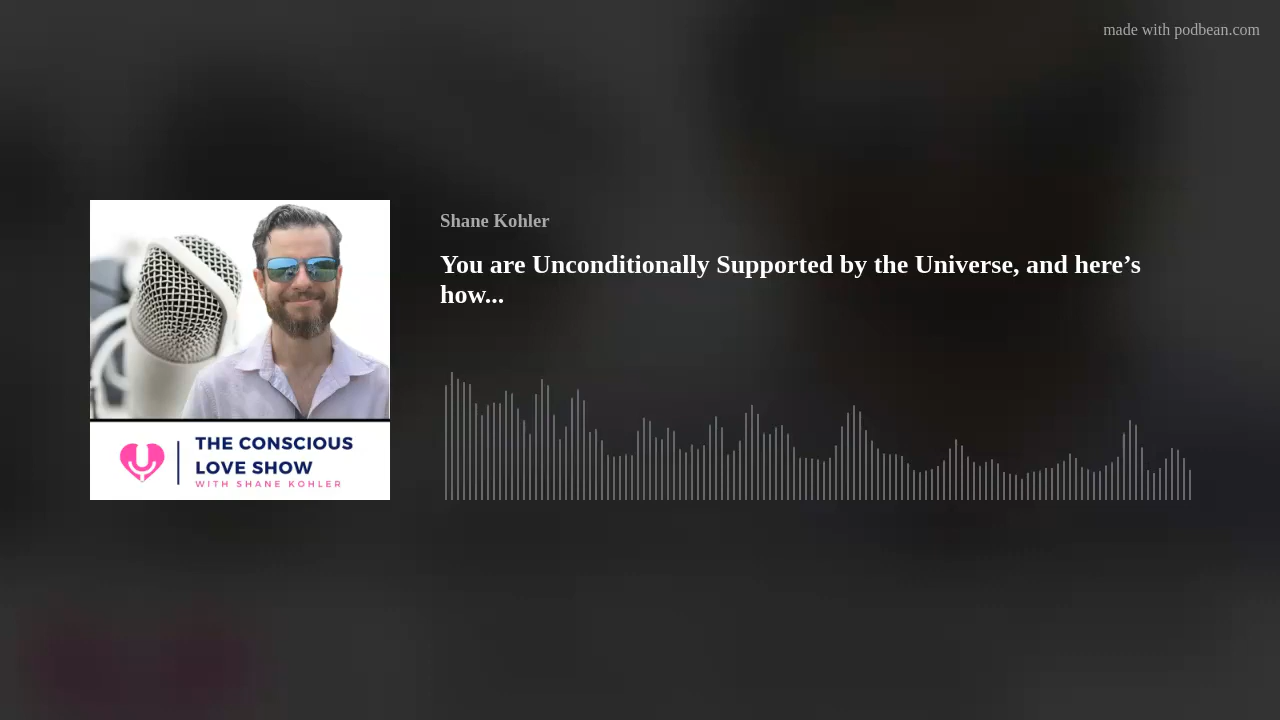 made with podbean.com
Shane Kohler
You are Unconditionally Supported by the Universe, and here’s
how...
THE CONSCIOUS
LOVE SHOW
WITH SHANE KOHLER